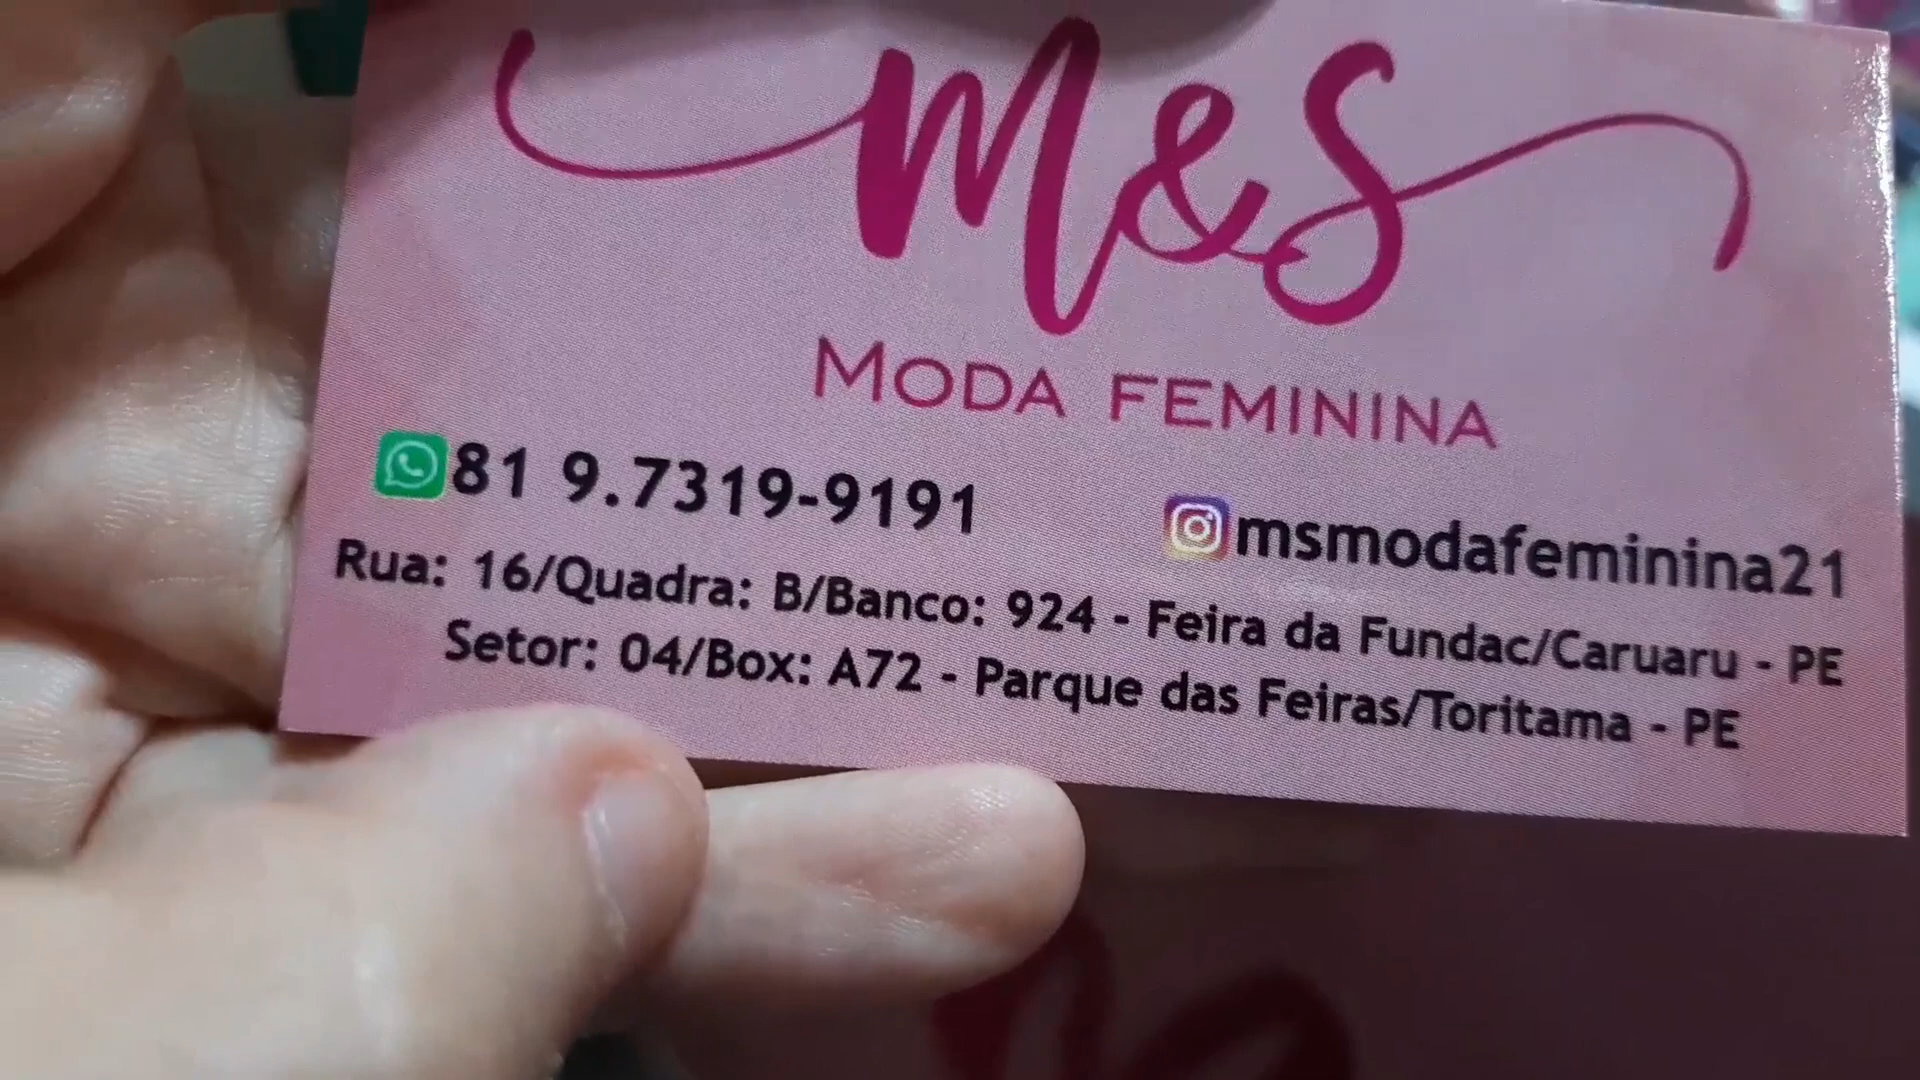 M&S
MODA FEMININA
81 9.7319-9191
msmodafeminina21
Rua: 16/Quadra: B/Banco: 924 - Feira da Fundac/Caruaru - PE
Setor: 04/Box: A72 - Parque das Feiras/Toritama - PE